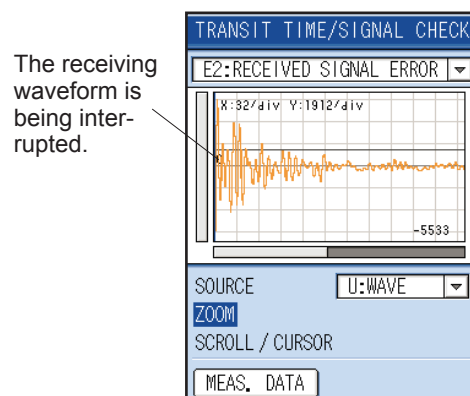 The receiving
waveform is
being inter-
rupted.
TRANSIT TIME/SIGNAL CHECK
E2:RECEIVED SIGNAL ERROR
X:32/div Y:1912/div
-5533
SOURCE U:WAVE
ZOOM
SCROLL / CURSOR
MEAS. DATA